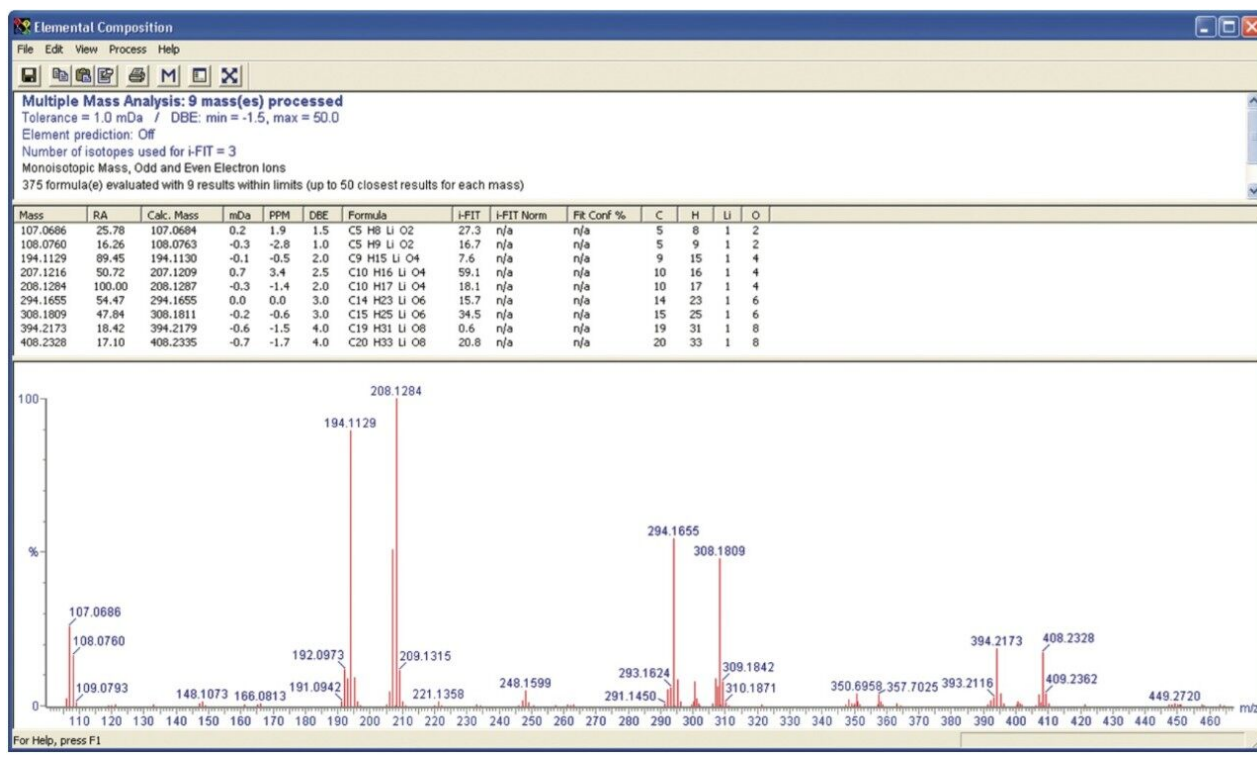 Elemental Composition
File Edit View Process Help
M
Multiple Mass Analysis: 9 mass(es) processed
Tolerance = 1.0 mDa / DBE: min = -1.5, max = 50.0
Element prediction: Off
Number of isotopes used for i-FIT = 3
Monoisotopic Mass, Odd and Even Electron Ions
375 formula(e) evaluated with 9 results within limits (up to 50 closest results for each mass)
Mass RA Calc. Mass mDa PPM DBE Formula i-FIT i-FIT Norm Fit Conf % C H Li O
107.0686 25.78 107.0684 0.2 1.9 1.5 C5 H8 Li O2 27.3 n/a n/a 5 8 1 2
108.0760 16.26 108.0763 -0.3 -2.8 1.0 C5 H9 Li O2 16.7 n/a n/a 5 9 1 2
194.1129 89.45 194.1130 -0.1 -0.5 2.0 C9 H15 Li O4 7.6 n/a n/a 9 15 1 4
207.1216 50.72 207.1209 0.7 3.4 2.5 C10 H16 Li O4 59.1 n/a n/a 10 16 1 4
208.1284 100.00 208.1287 -0.3 -1.4 2.0 C10 H17 Li O4 18.1 n/a n/a 10 17 1 4
294.1655 54.47 294.1655 0.0 0.0 3.0 C14 H23 Li O6 15.7 n/a n/a 14 23 1 6
308.1809 47.84 308.1811 -0.2 -0.6 3.0 C15 H25 Li O6 34.5 n/a n/a 15 25 1 6
394.2173 18.42 394.2179 -0.6 -1.5 4.0 C19 H31 Li O8 0.6 n/a n/a 19 31 1 8
408.2328 17.10 408.2335 -0.7 -1.7 4.0 C20 H33 Li O8 20.8 n/a n/a 20 33 1 8
100
208.1284
194.1129
294.1655
%
308.1809
107.0686
108.0760
394.2173 408.2328
192.0973 209.1315
293.1624 309.1842
109.0793 148.1073 166.0813 191.0942 221.1358 248.1599 291.1450 310.1871 350.6958 357.7025 393.2116 409.2362
449.2720
0
m/z
110 120 130 140 150 160 170 180 190 200 210 220 230 240 250 260 270 280 290 300 310 320 330 340 350 360 370 380 390 400 410 420 430 440 450 460
For Help, press F1